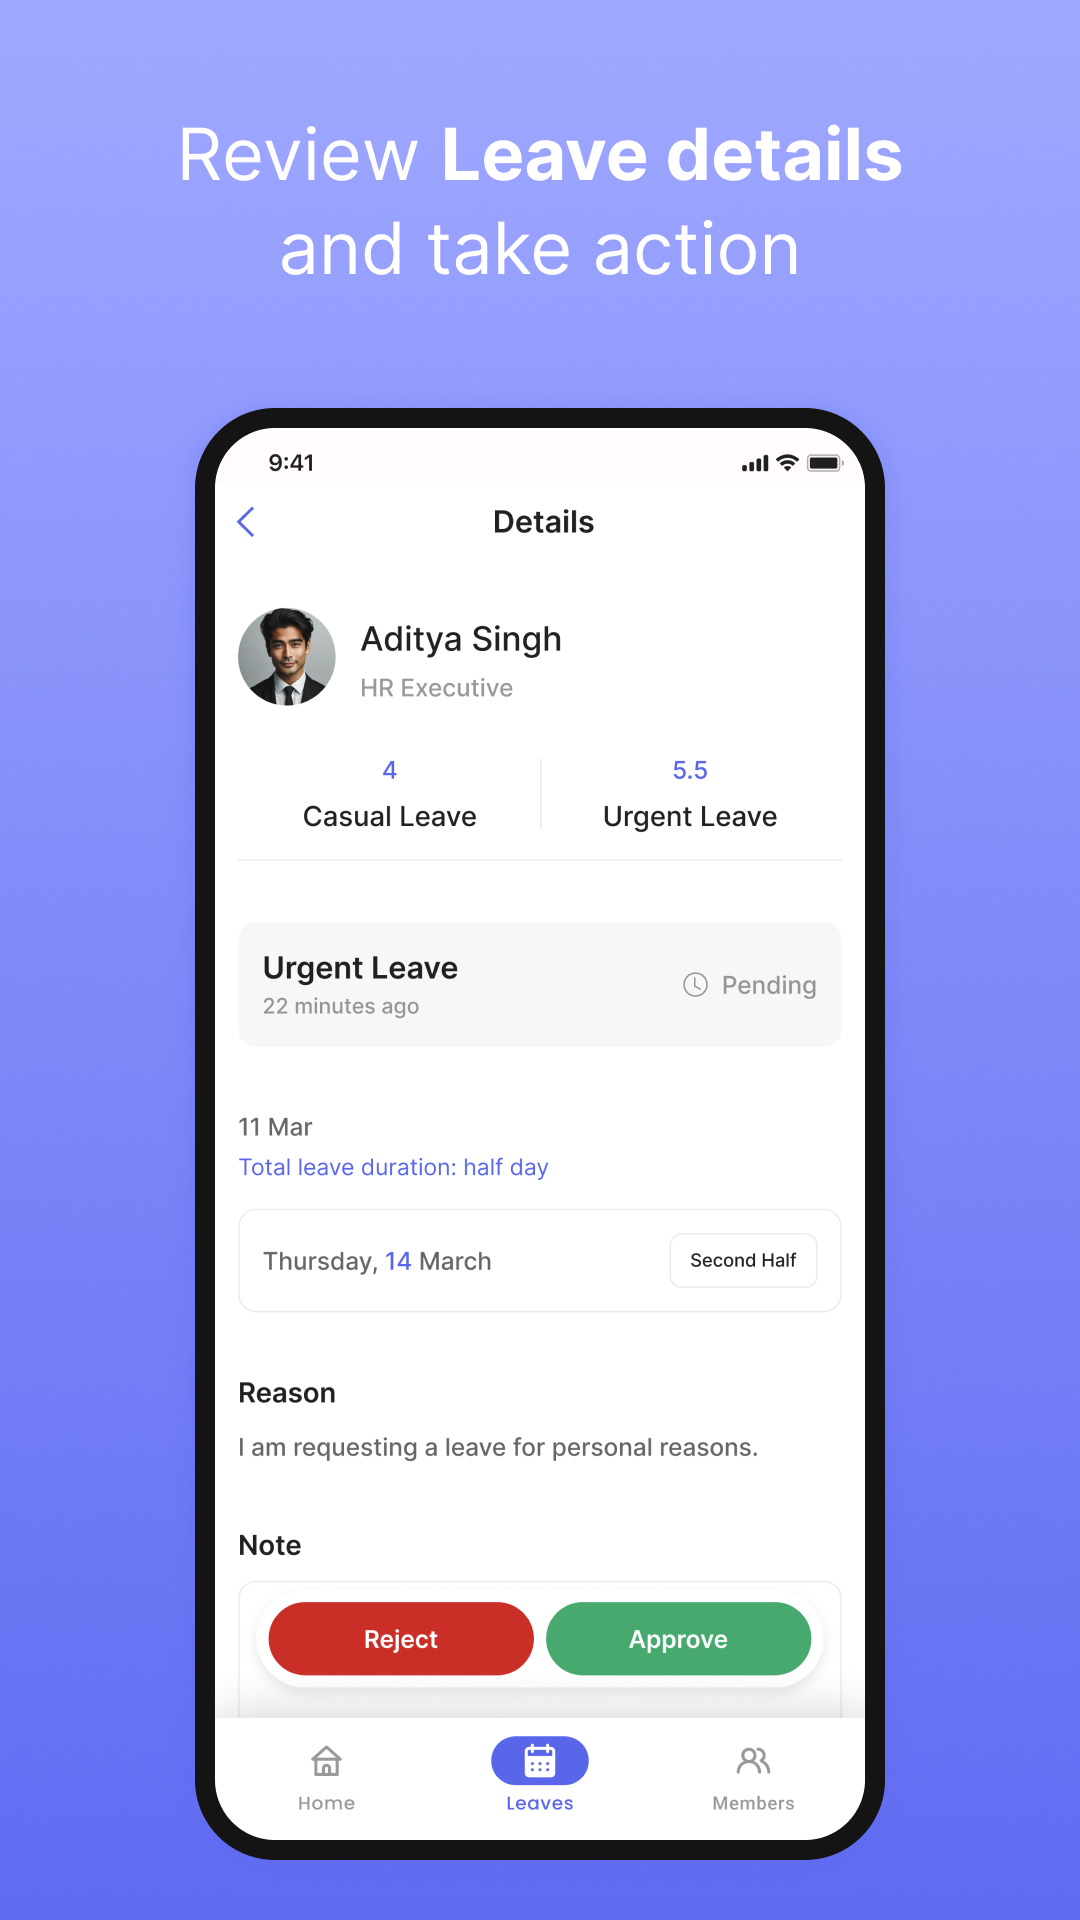 Review Leave details
and take action
9:41
Details
Aditya Singh
HR Executive
4
Casual Leave
5.5
Urgent Leave
Urgent Leave
22 minutes ago
Pending
11 Mar
Total leave duration: half day
Thursday, 14 March
Second Half
Reason
I am requesting a leave for personal reasons.
Note
Reject
Approve
Home
Leaves
Members